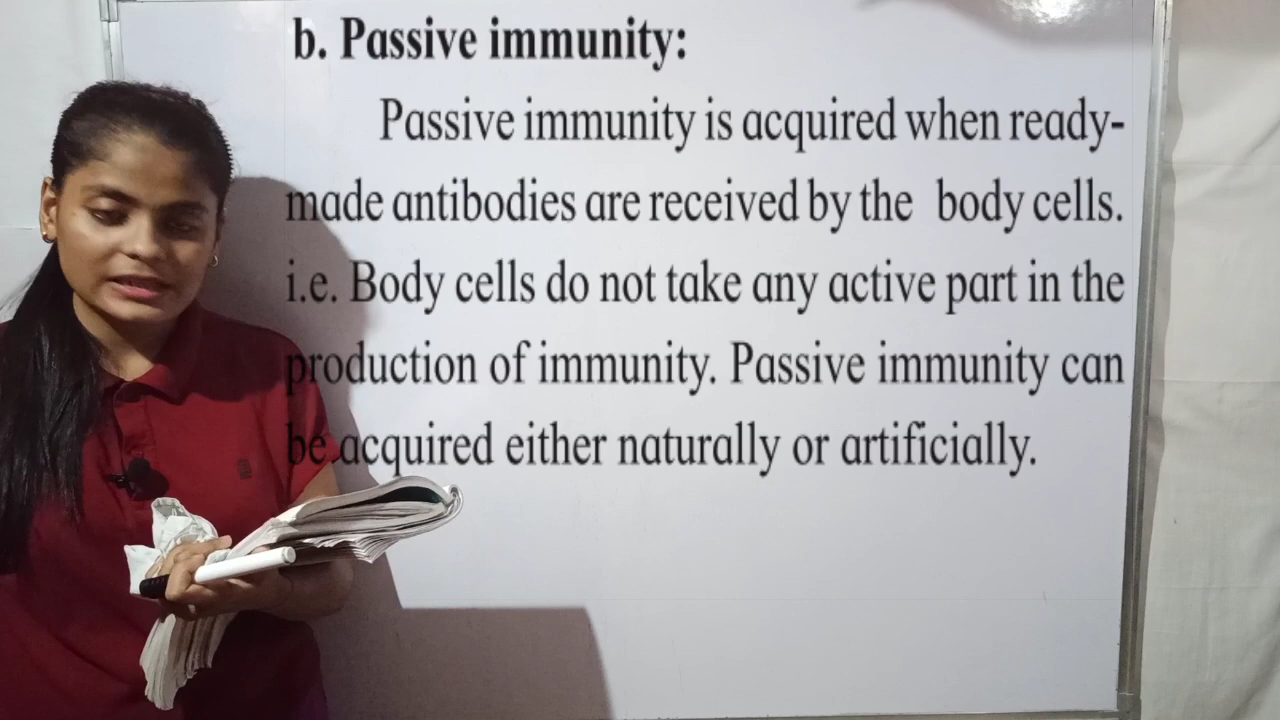 b. Passive immunity:
Passive immunity is acquired when ready-
made antibodies are received by the body cells.
i.e. Body cells do not take any active part in the
production of immunity. Passive immunity can
be acquired either naturally or artificially.